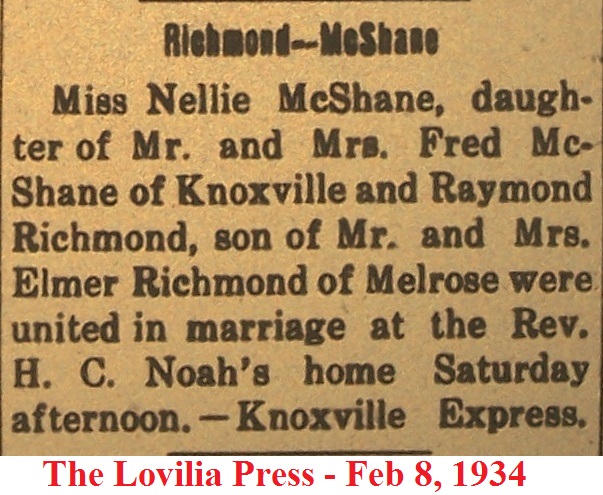 Richmond—McShane
Miss Nellie McShane, daugh-
ter of Mr. and Mrs. Fred Mc-
Shane of Knoxville and Raymond
Richmond, son of Mr. and Mrs.
Elmer Richmond of Melrose were
united in marriage at the Rev.
H. C. Noah's home Saturday
afternoon.—Knoxville Express.
The Lovilia Press - Feb 8, 1934